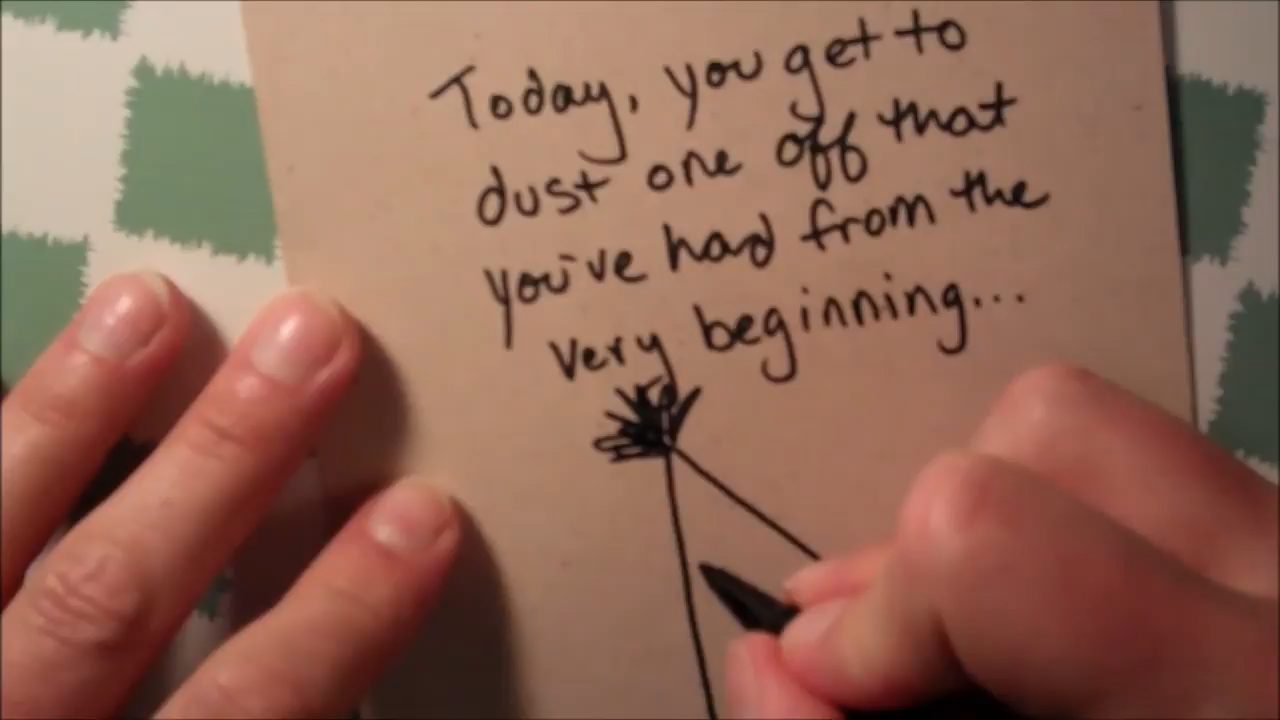 Today, you get to
dust one off that
you've had from the
very beginning...